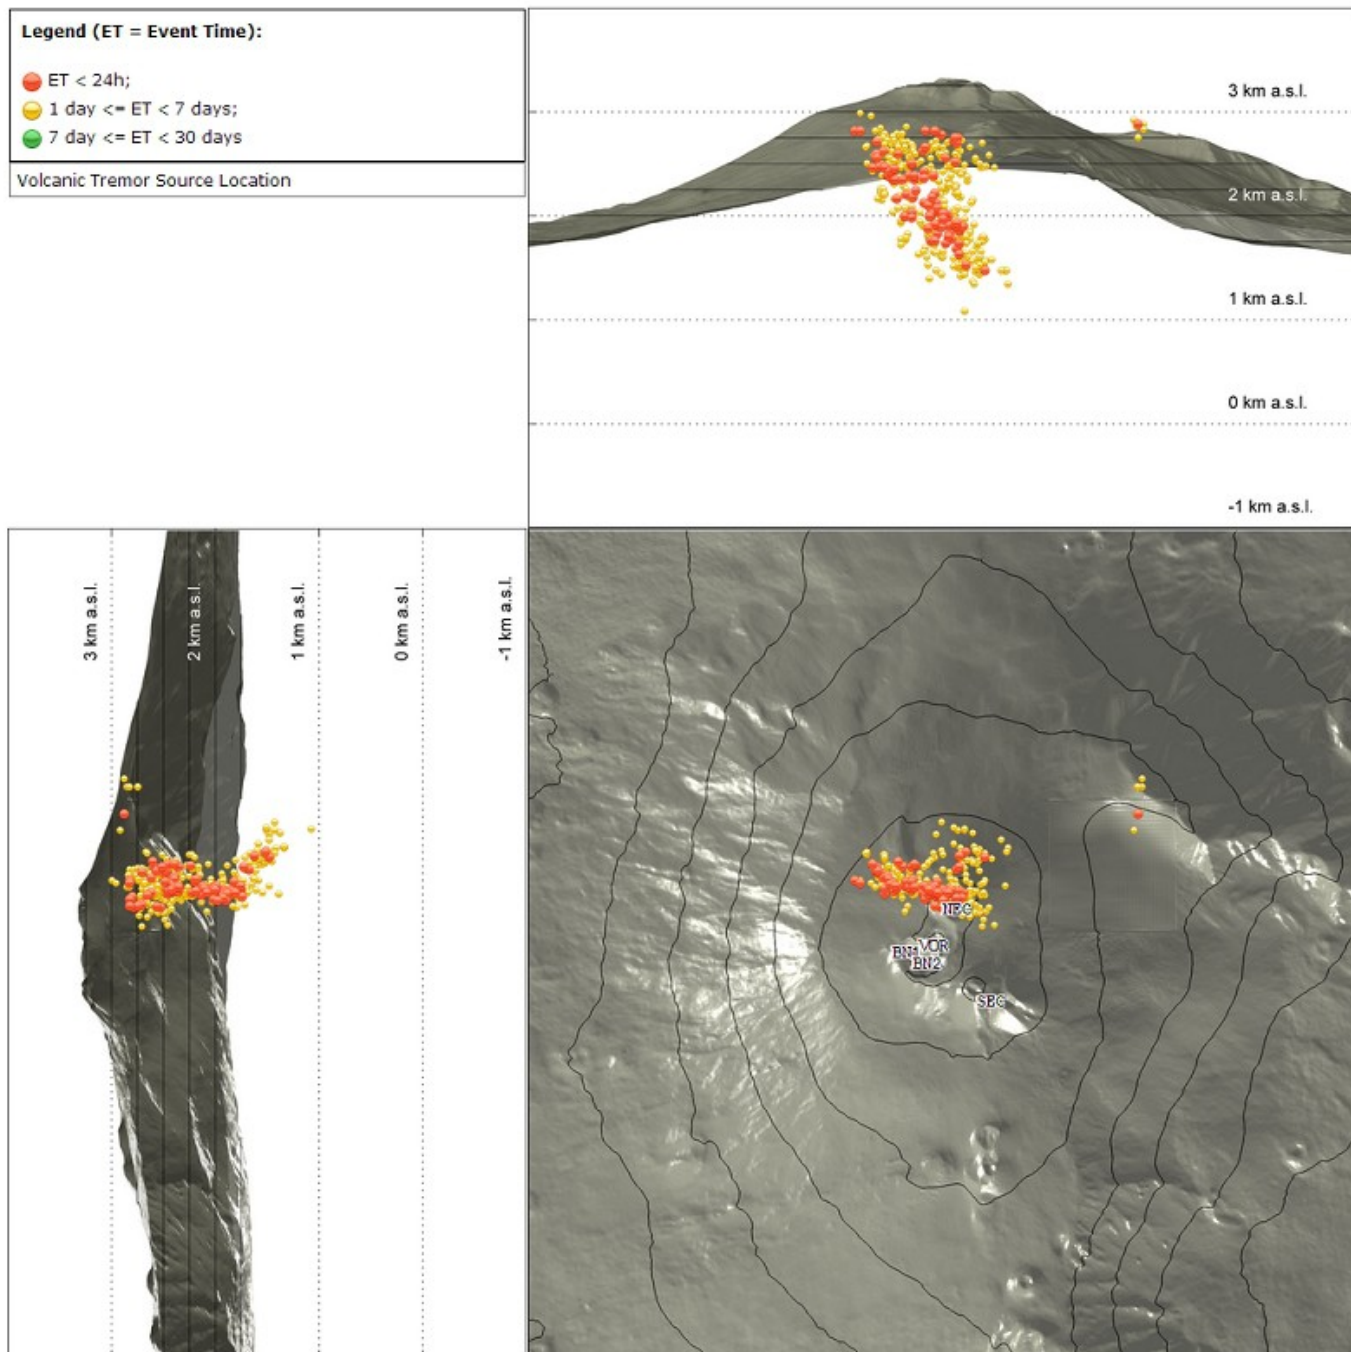 Legend (ET = Event Time):
ET < 24h;
1 day <= ET < 7 days;
7 day <= ET < 30 days
Volcanic Tremor Source Location
3 km a.s.l.
2 km a.s.l.
1 km a.s.l.
0 km a.s.l.
-1 km a.s.l.
3 km a.s.l.
2 km a.s.l.
1 km a.s.l.
0 km a.s.l.
-1 km a.s.l.
NEC
VOR
BN1
BN2
SEC